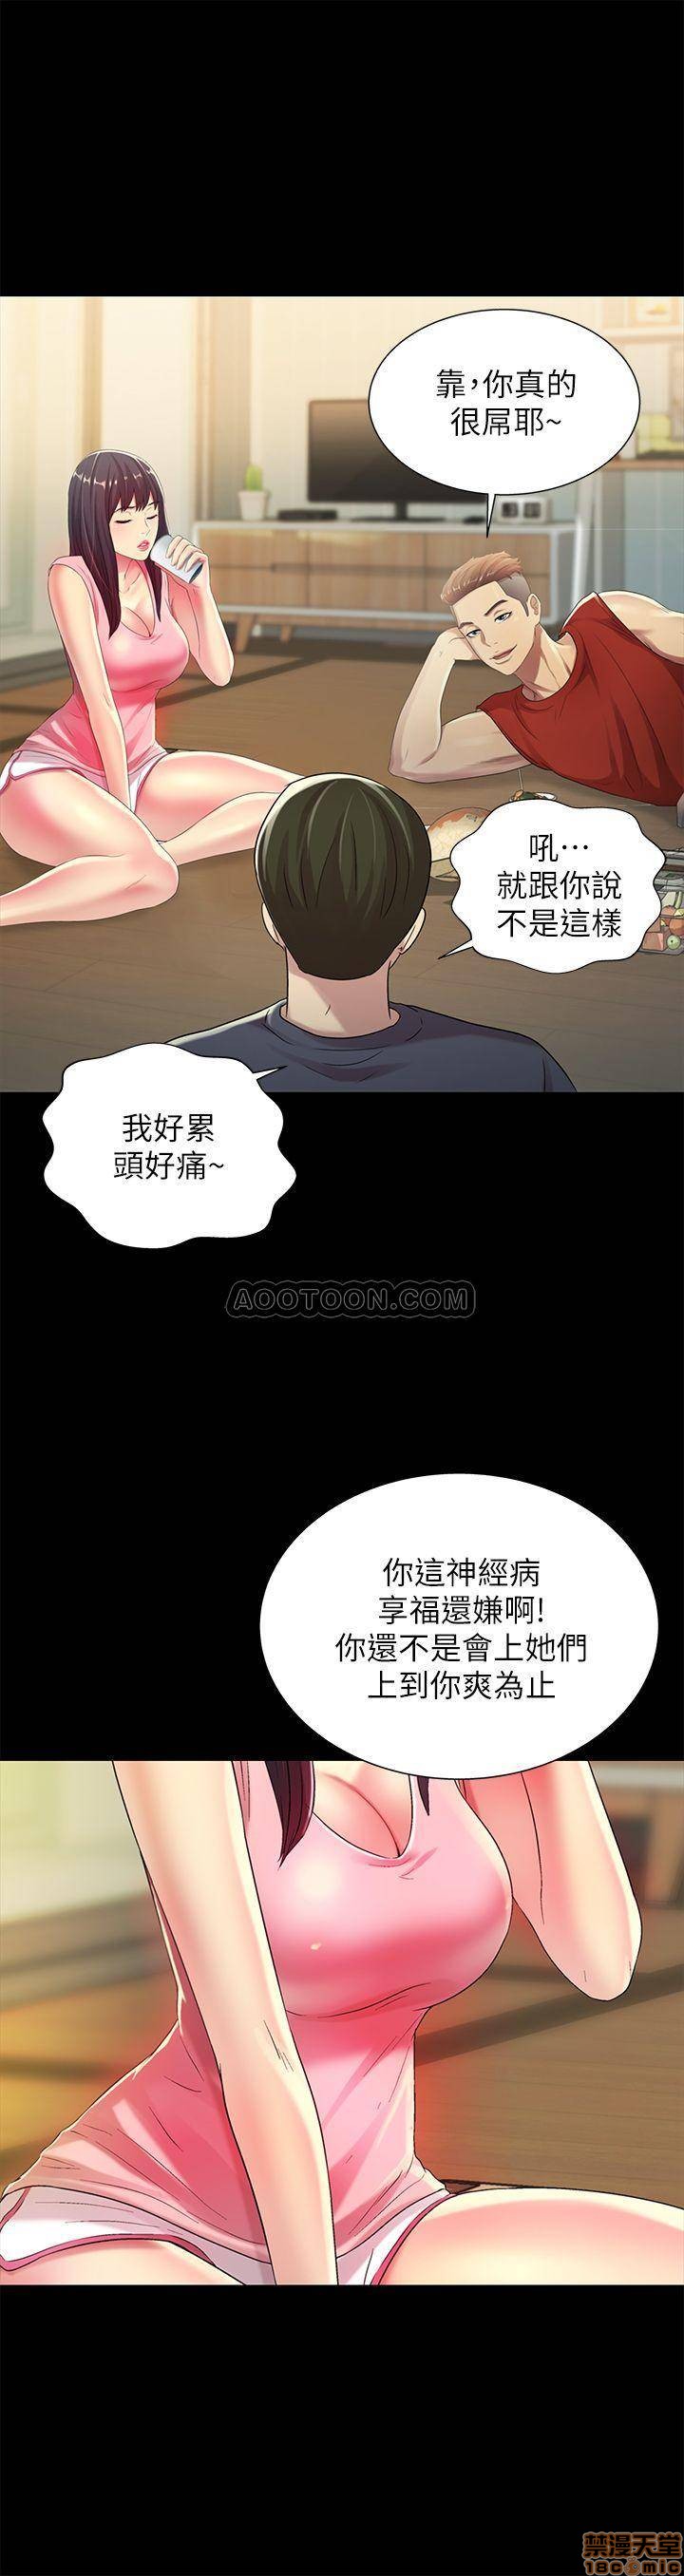 靠，你真的
很屌耶~
吼…
就跟你說
不是這樣
我好累
頭好痛~
AOOTOON.COM
你這神經病
享福還嫌啊!
你還不是會上她們
上到你爽為止
禁漫天堂
180mio